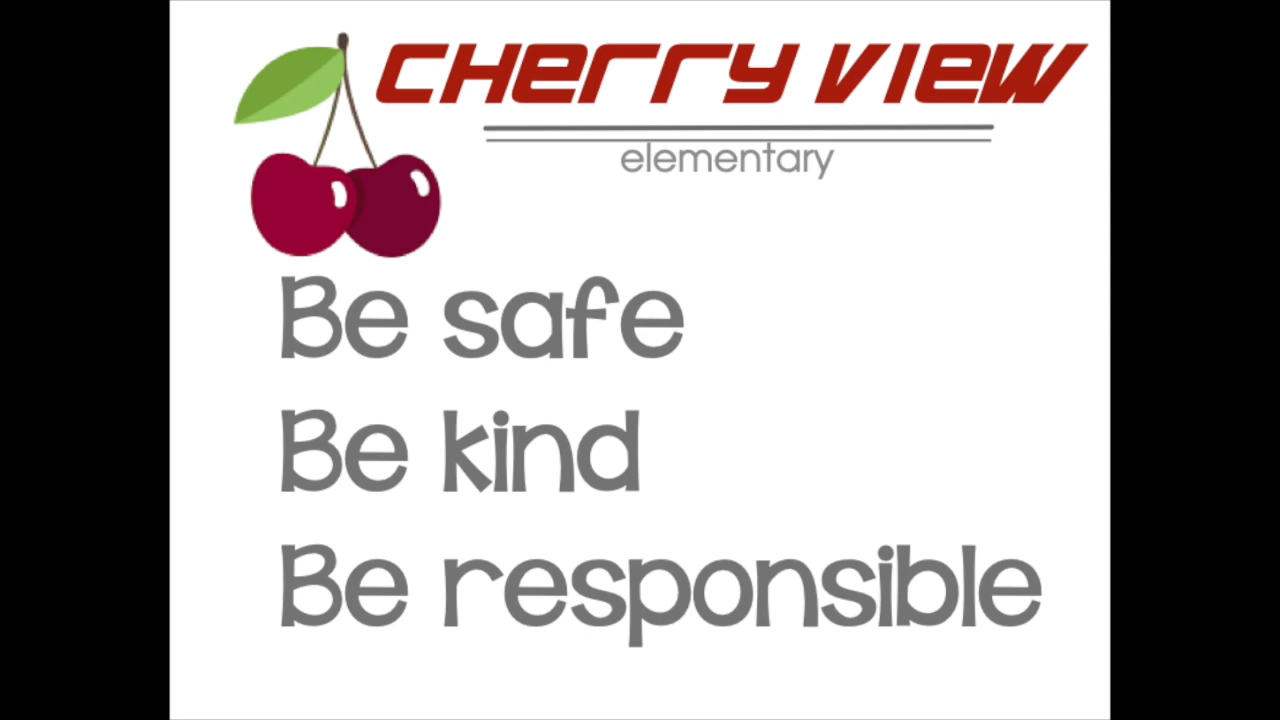 CHERRY VIEW
elementary
Be safe
Be kind
Be responsible